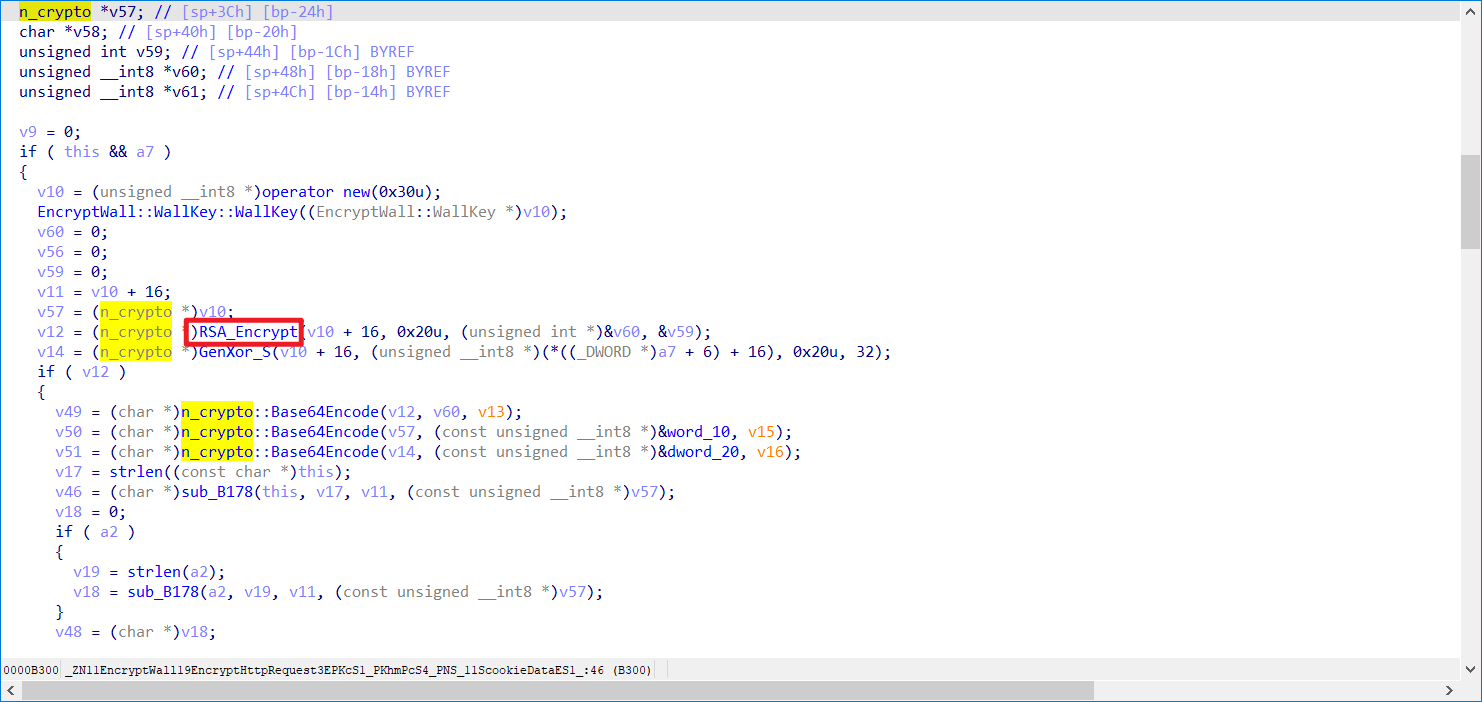 n_crypto *v57; // [sp+3Ch] [bp-24h]
char *v58; // [sp+40h] [bp-20h]
unsigned int v59; // [sp+44h] [bp-1Ch] BYREF
unsigned __int8 *v60; // [sp+48h] [bp-18h] BYREF
unsigned __int8 *v61; // [sp+4Ch] [bp-14h] BYREF
v9 = 0;
if ( this && a7 )
{
v10 = (unsigned __int8 *)operator new(0x30u);
EncryptWall::WallKey::WallKey((EncryptWall::WallKey *)v10);
v60 = 0;
v56 = 0;
v59 = 0;
v11 = v10 + 16;
v57 = (n_crypto *)v10;
v12 = (n_crypto *)RSA_Encrypt(v10 + 16, 0x20u, (unsigned int *)&v60, &v59);
v14 = (n_crypto *)GenXor_S(v10 + 16, (unsigned __int8 *)(*((_DWORD *)a7 + 6) + 16), 0x20u, 32);
if ( v12 )
{
v49 = (char *)n_crypto::Base64Encode(v12, v60, v13);
v50 = (char *)n_crypto::Base64Encode(v57, (const unsigned __int8 *)&word_10, v15);
v51 = (char *)n_crypto::Base64Encode(v14, (const unsigned __int8 *)&dword_20, v16);
v17 = strlen((const char *)this);
v46 = (char *)sub_B178(this, v17, v11, (const unsigned __int8 *)v57);
v18 = 0;
if ( a2 )
{
v19 = strlen(a2);
v18 = sub_B178(a2, v19, v11, (const unsigned __int8 *)v57);
}
v48 = (char *)v18;
0000B300 _ZN11EncryptWall19EncryptHttpRequest3EPKcS1_PKhmPcS4_PNS_11ScookieDataES1_:46 (B300)